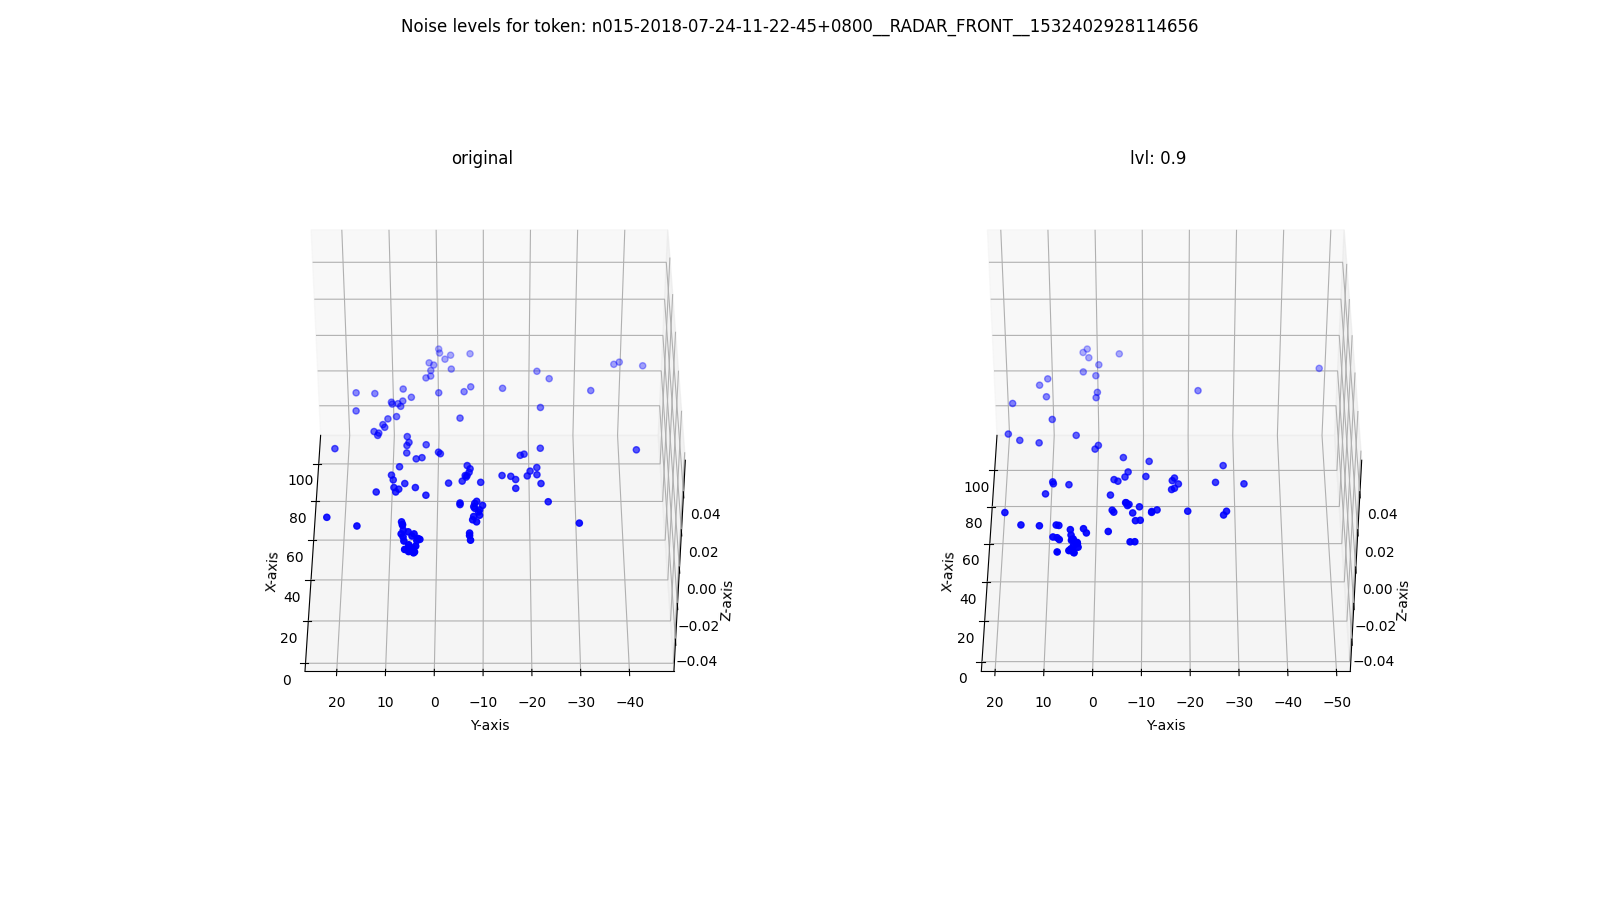 Noise levels for token: n015-2018-07-24-11-22-45+0800__RADAR_FRONT__1532402928114656
original
lvl: 0.9
100
80
60
40
20
0
X-axis
20 10 0 −10 −20 −30 −40
Y-axis
0.04
0.02
0.00
−0.02
−0.04
Z-axis
100
80
60
40
20
0
X-axis
20 10 0 −10 −20 −30 −40 −50
Y-axis
0.04
0.02
0.00
−0.02
−0.04
Z-axis